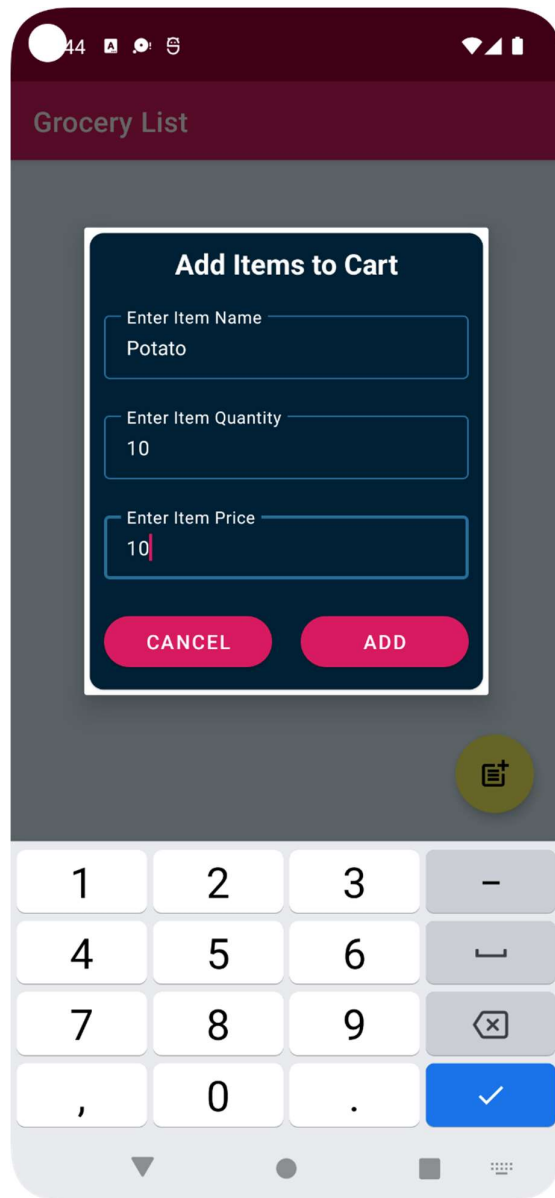 44
Grocery List
Add Items to Cart
Enter Item Name
Potato
Enter Item Quantity
10
Enter Item Price
10
CANCEL ADD
1 2 3 -
4 5 6
7 8 9
, 0 .